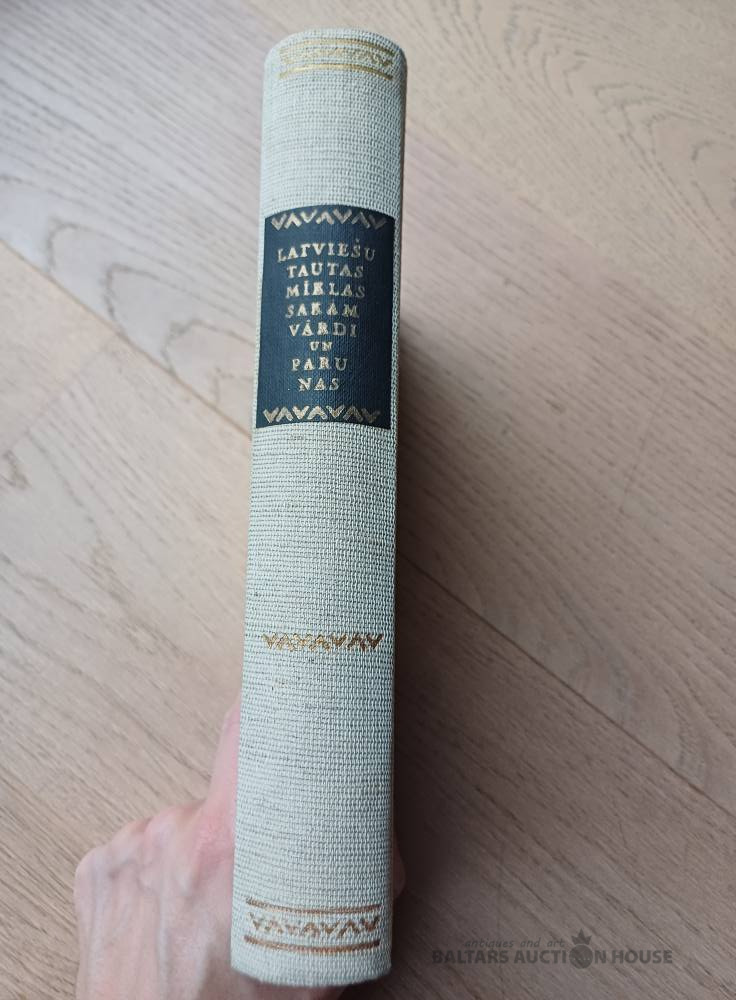 LATVIEŠU
TAUTAS
MĪKLAS
SAKAM
VĀRDI
UN
PARU
NAS
antiques and art
BALTARS AUCTION HOUSE